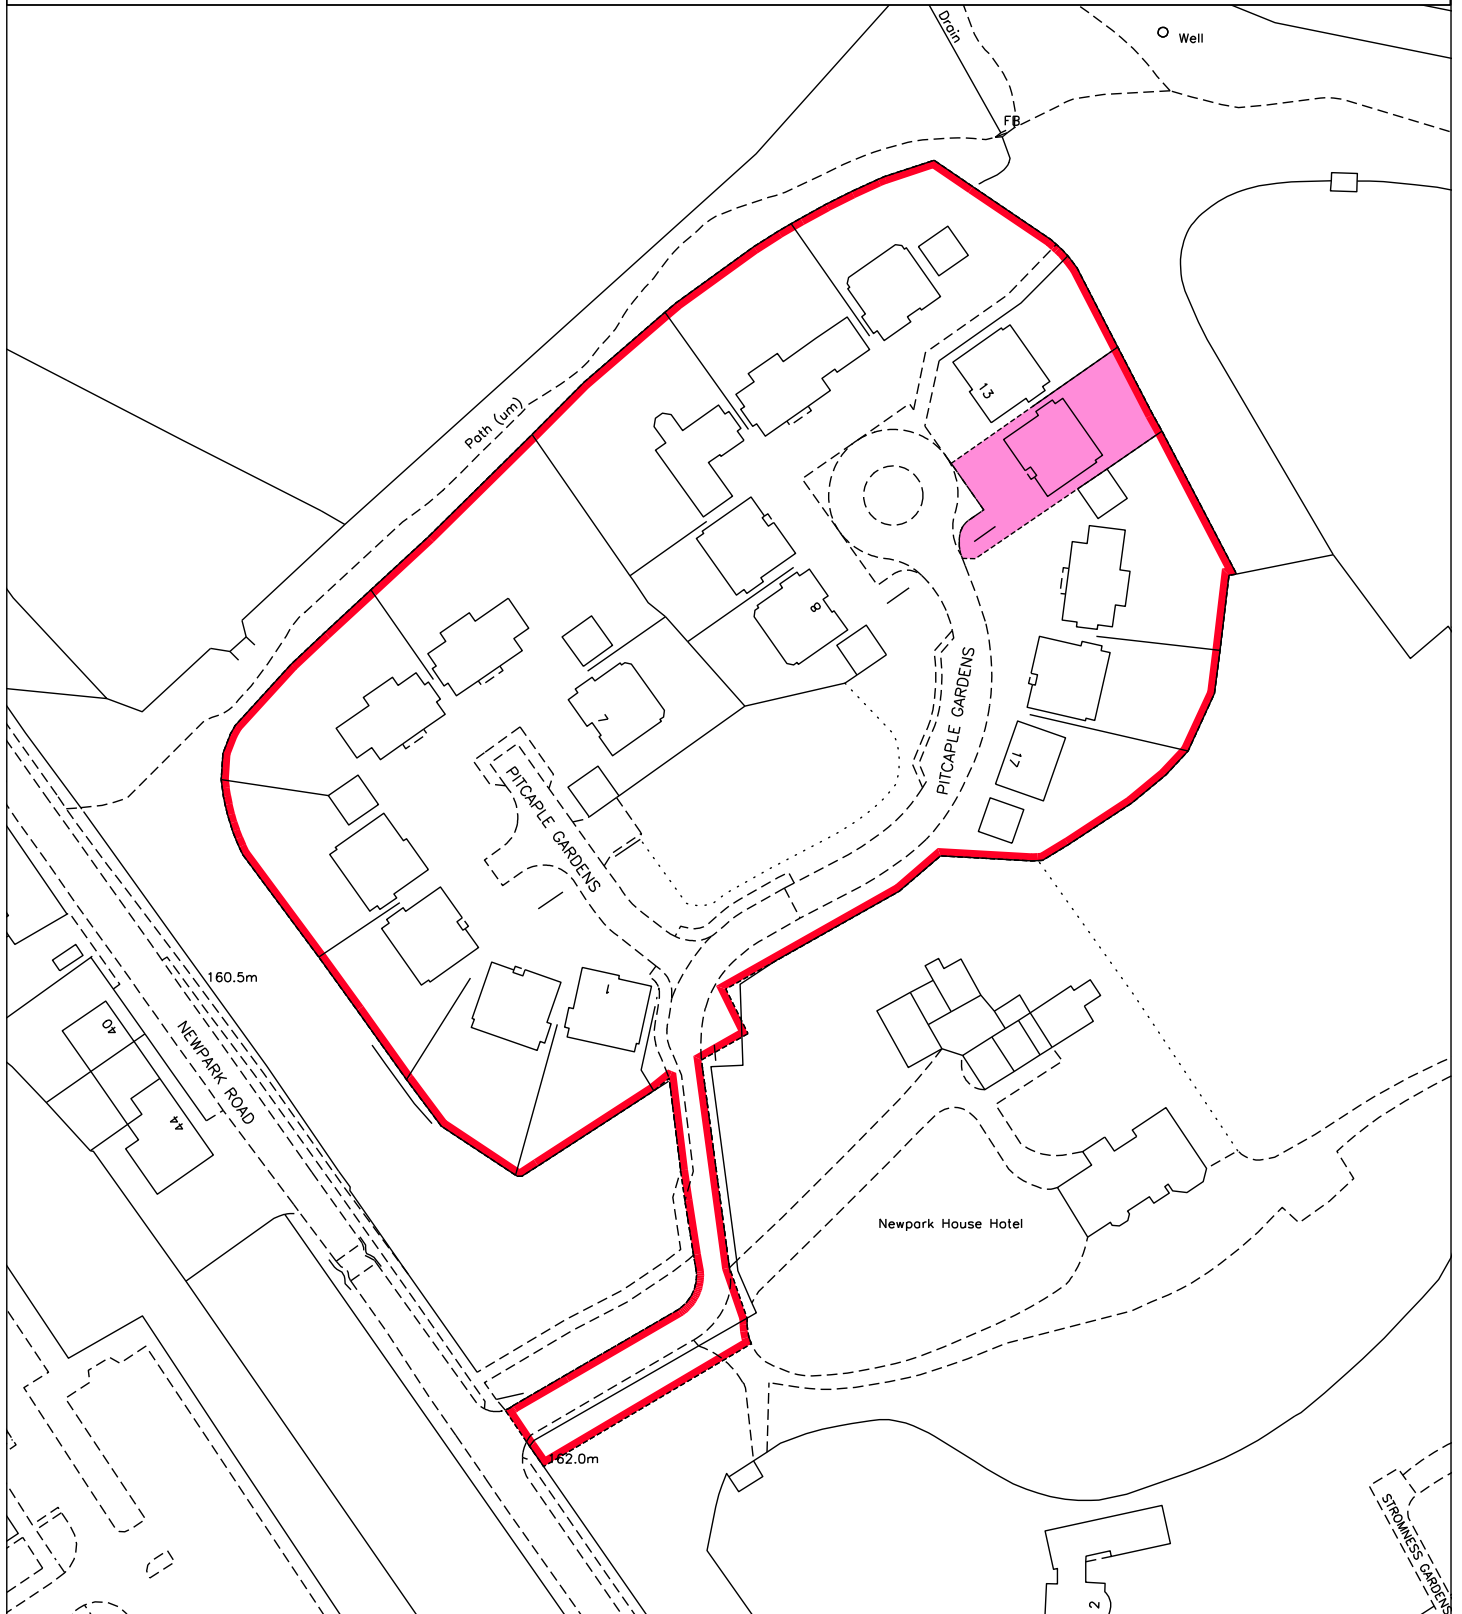 Drain
Well
FB
Path (um)
13
8
7
PITCAPLE GARDENS
17
PITCAPLE GARDENS
160.5m
1
40
NEWPARK ROAD
44
Newpark House Hotel
162.0m
STROMNESS GARDENS
2